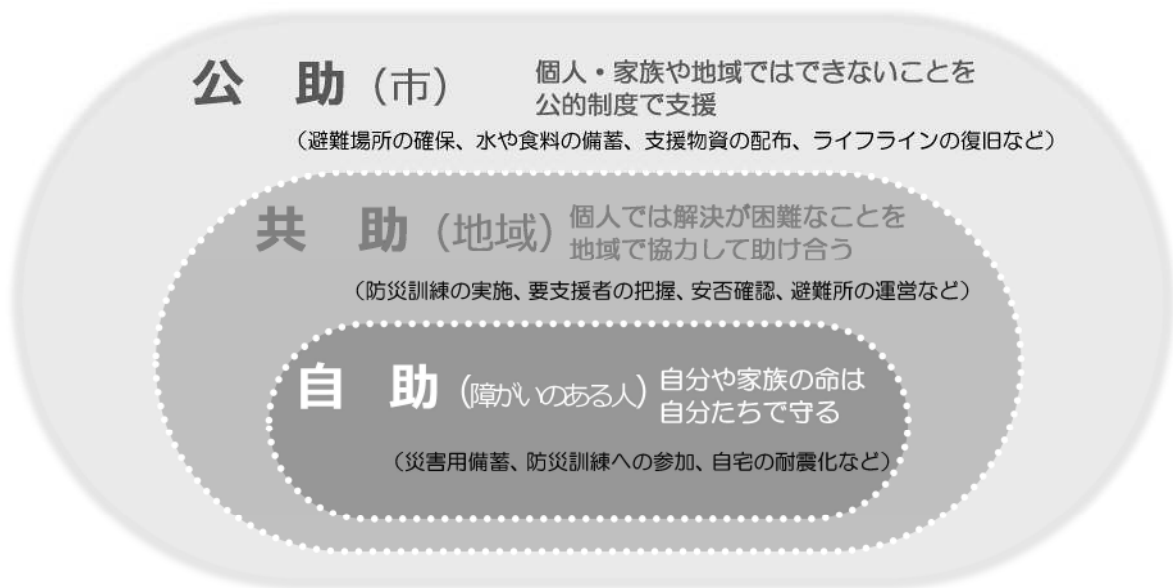 公　助（市）　個人・家族や地域ではできないことを
公的制度で支援
（避難場所の確保、水や食料の備蓄、支援物資の配布、ライフラインの復旧など）
共　助（地域）個人では解決が困難なことを
地域で協力して助け合う
（防災訓練の実施、要支援者の把握、安否確認、避難所の運営など）
自　助（障がいのある人）自分や家族の命は
自分たちで守る
（災害用備蓄、防災訓練への参加、自宅の耐震化など）